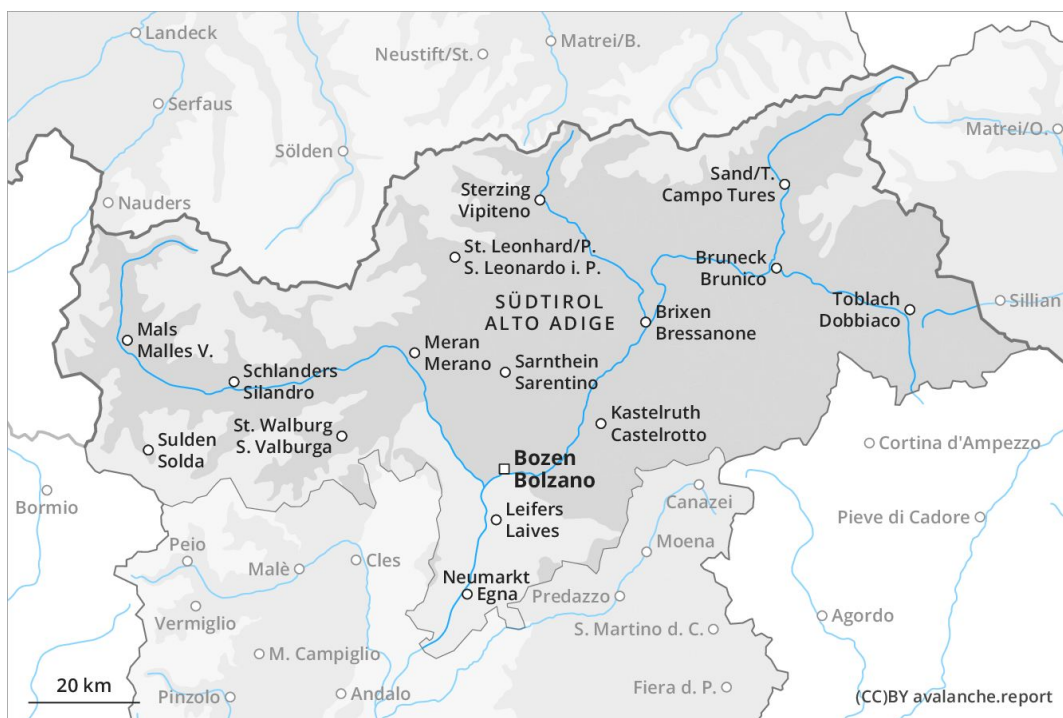 Landeck
Neustift/St.
Matrei/B.
Serfaus
Sölden
Matrei/O.
Nauders
Sterzing
Vipiteno
Sand/T.
Campo Tures
St. Leonhard/P.
S. Leonardo i. P.
Bruneck
Brunico
SÜDTIROL
ALTO ADIGE
Brixen
Bressanone
Toblach
Dobbiaco
Sillian
Mals
Malles V.
Meran
Merano
Schlanders
Silandro
Sarnthein
Sarentino
St. Walburg
S. Valburga
Kastelruth
Castelrotto
Sulden
Solda
Cortina d'Ampezzo
Bozen
Bolzano
Bormio
Canazei
Leifers
Laives
Pieve di Cadore
Peio
Malè
Cles
Moena
Neumarkt
Egna
Predazzo
Vermiglio
Agordo
S. Martino d. C.
M. Campiglio
20 km
Pinzolo
Andalo
Fiera d. P.
(CC)BY avalanche.report